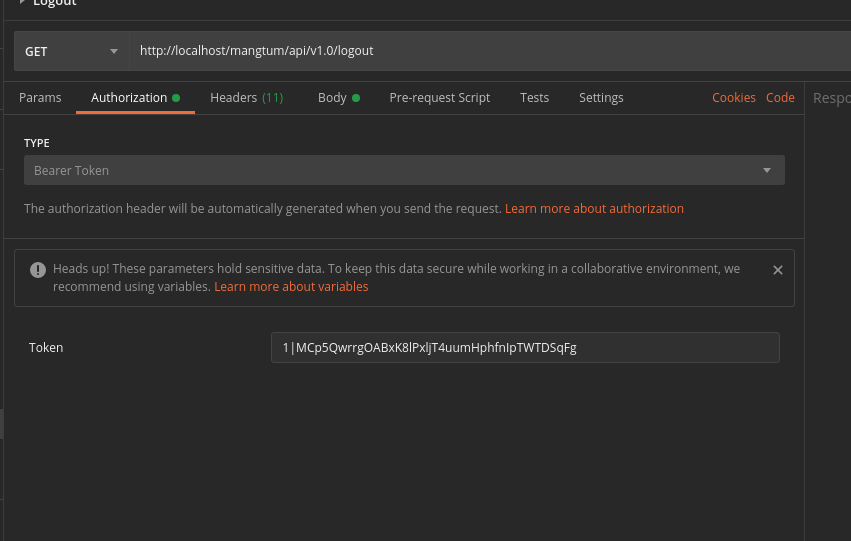 Logout
GET http://localhost/mangtum/api/v1.0/logout
Params Authorization Headers (11) Body Pre-request Script Tests Settings Cookies Code Respo
TYPE
Bearer Token
The authorization header will be automatically generated when you send the request. Learn more about authorization
Heads up! These parameters hold sensitive data. To keep this data secure while working in a collaborative environment, we
recommend using variables. Learn more about variables
Token 1|MCp5QwrrgOABxK8lPxljT4uumHphfnIpTWTDSqFg